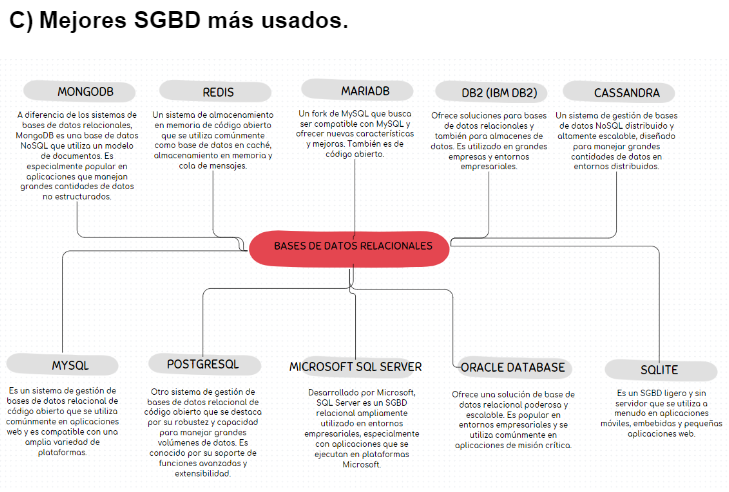 C) Mejores SGBD más usados.
MONGODB
A diferencia de los sistemas de
bases de datos relacionales,
MongoDB es una base de datos
NoSQL que utiliza un modelo
de documentos. Es
especialmente popular en
aplicaciones que manejan
grandes cantidades de datos
no estructurados.
REDIS
Un sistema de almacenamiento
en memoria de código abierto
que se utiliza comúnmente
como base de datos en caché,
almacenamiento en memoria y
cola de mensajes.
MARIADB
Un fork de MySQL que busca
ser compatible con MySQL y
ofrecer nuevas características
y mejoras. También es de
código abierto.
DB2 (IBM DB2)
Ofrece soluciones para bases
de datos relacionales y
también para almacenes de
datos. Es utilizado en grandes
empresas y entornos
empresariales.
CASSANDRA
Un sistema de gestión de bases
de datos NoSQL distribuido y
altamente escalable, diseñado
para manejar grandes
cantidades de datos en
entornos distribuidos.
BASES DE DATOS RELACIONALES
MYSQL
Es un sistema de gestión de
bases de datos relacional de
código abierto que se utiliza
comúnmente en aplicaciones
web y es compatible con una
amplia variedad de
plataformas.
POSTGRESQL
Otro sistema de gestión de
bases de datos relacional de
código abierto que se destaca
por su robustez y capacidad
para manejar grandes
volúmenes de datos. Es
conocido por su soporte de
funciones avanzadas y
extensibilidad.
MICROSOFT SQL SERVER
Desarrollado por Microsoft,
SQL Server es un SGBD
relacional ampliamente
utilizado en entornos
empresariales, especialmente
con aplicaciones que se
ejecutan en plataformas
Microsoft.
ORACLE DATABASE
Ofrece una solución de base de
datos relacional poderosa y
escalable. Es popular en
entornos empresariales y se
utiliza comúnmente en
aplicaciones de misión crítica.
SQLITE
Es un SGBD ligero y sin
servidor que se utiliza a
menudo en aplicaciones
móviles, embebidas y pequeñas
aplicaciones web.